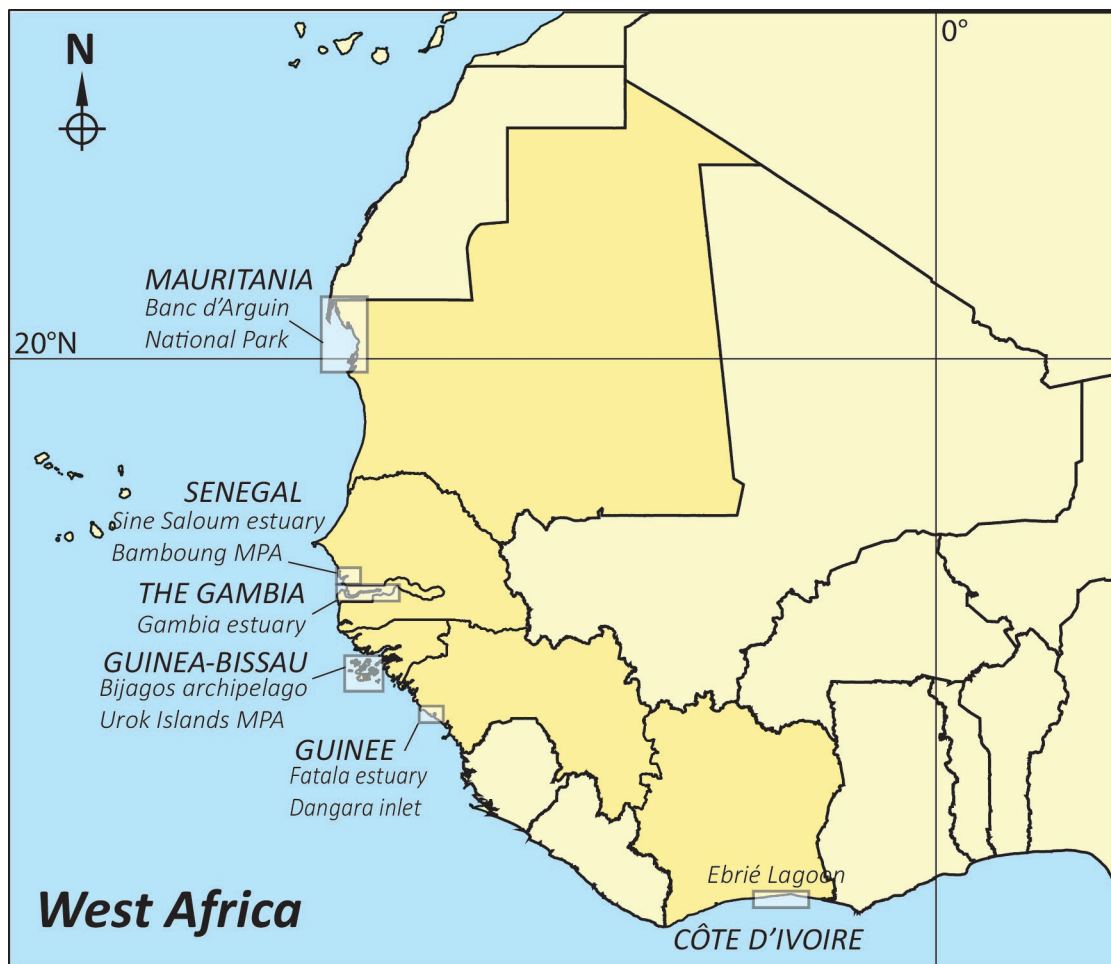 0°
N
MAURITANIA
Banc d’Arguin
National Park
20°N
SENEGAL
Sine Saloum estuary
Bamboung MPA
THE GAMBIA
Gambia estuary
GUINEA-BISSAU
Bijagos archipelago
Urok Islands MPA
GUINEE
Fatala estuary
Dangara inlet
Ebrié Lagoon
West Africa
CÔTE D’IVOIRE